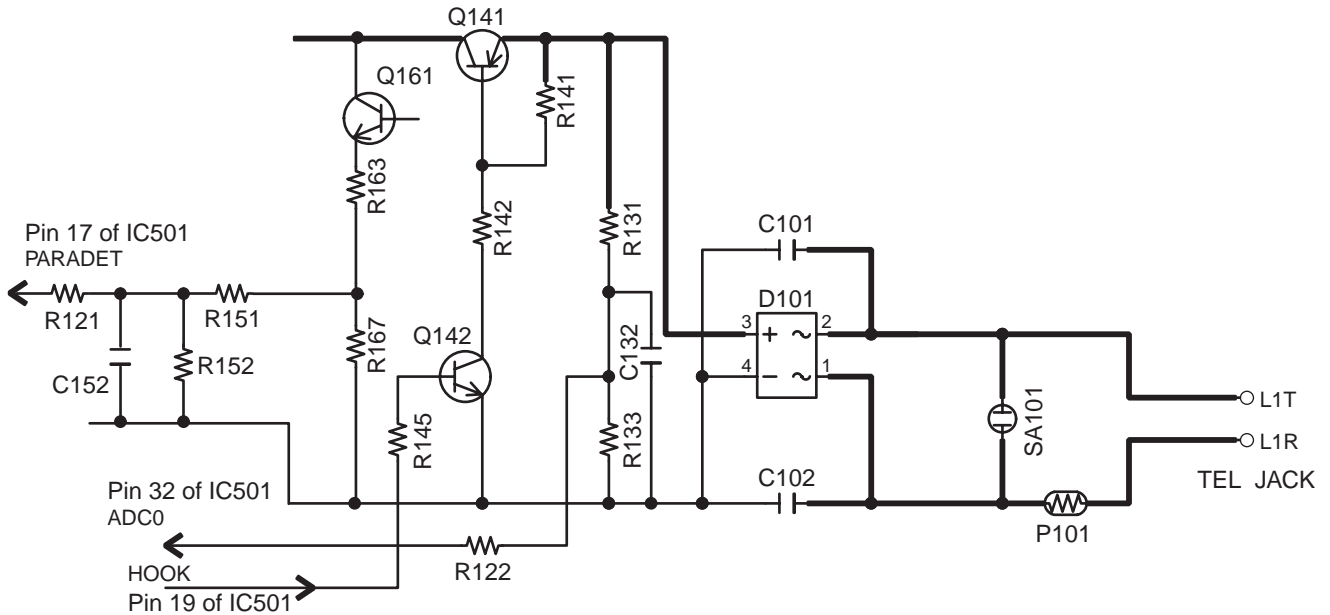 Q141
Q161
R141
R163
R142
R131
C101
Pin 17 of IC501
PARADET
D101
3
+
~
2
R121
R151
R167
Q142
C132
4
–
~
1
C152
R152
R145
R133
SA101
L1T
L1R
TEL JACK
C102
Pin 32 of IC501
ADC0
P101
R122
HOOK
Pin 19 of IC501